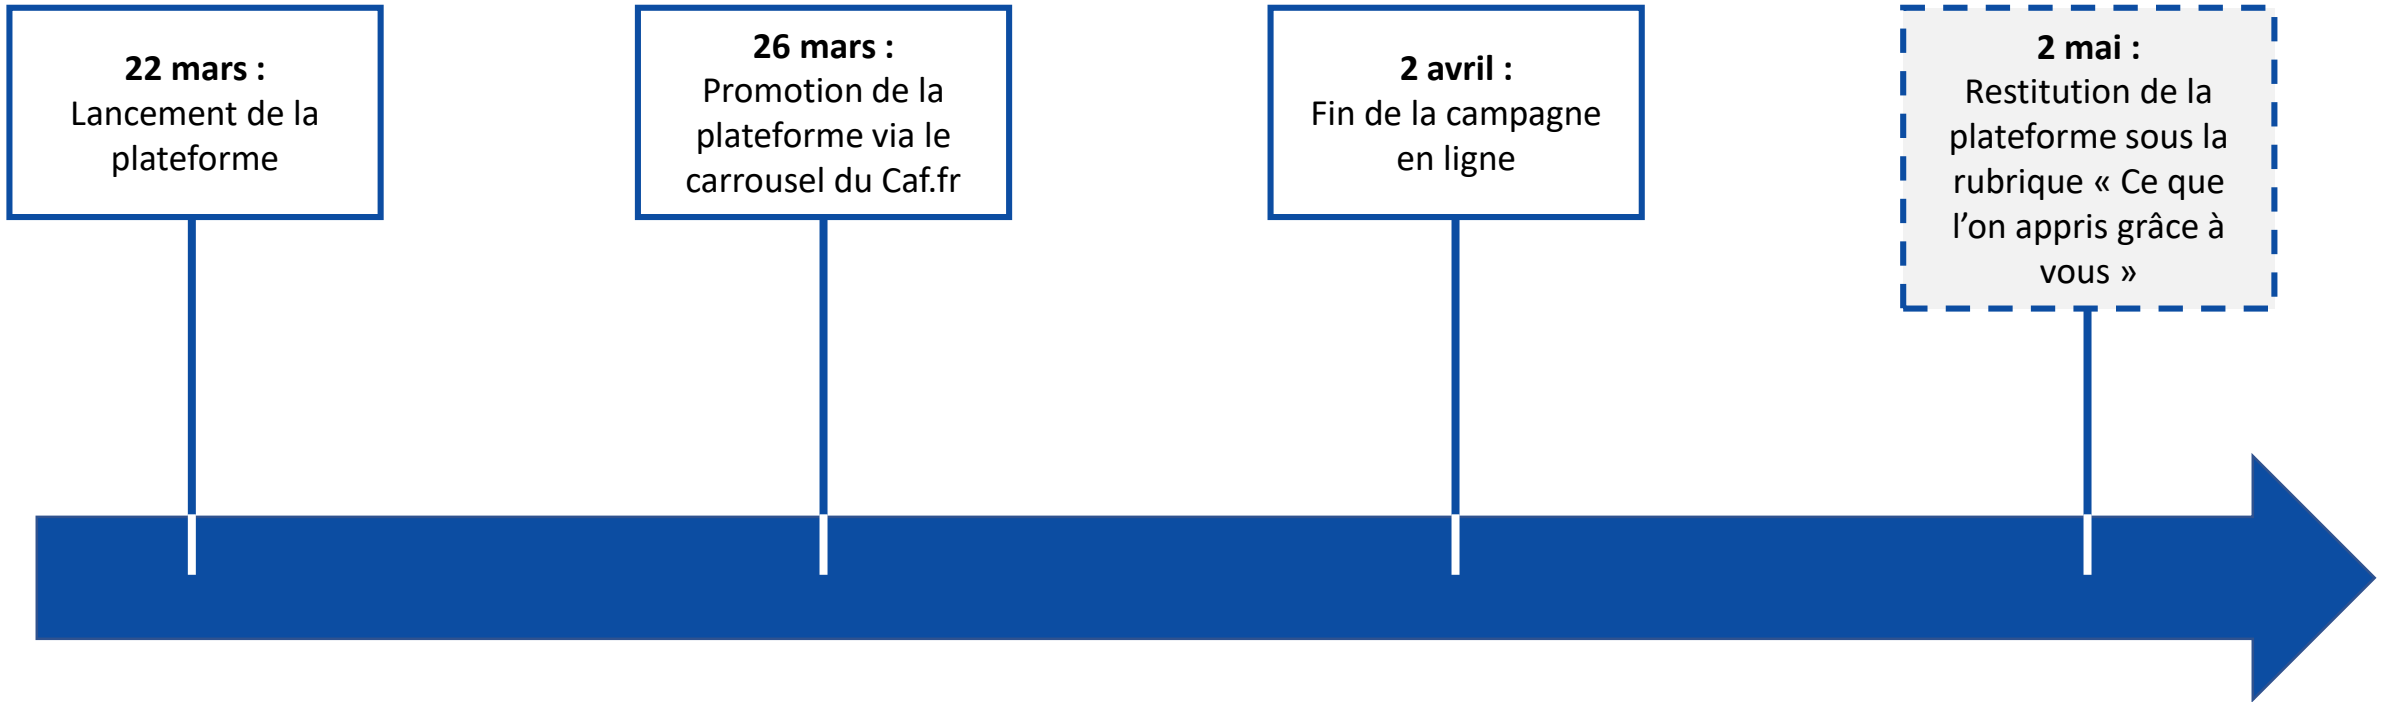 22 mars :
Lancement de la
plateforme
26 mars :
Promotion de la
plateforme via le
carrousel du Caf.fr
2 avril :
Fin de la campagne
en ligne
2 mai :
Restitution de la
plateforme sous la
rubrique « Ce que
l’on appris grâce à
vous »